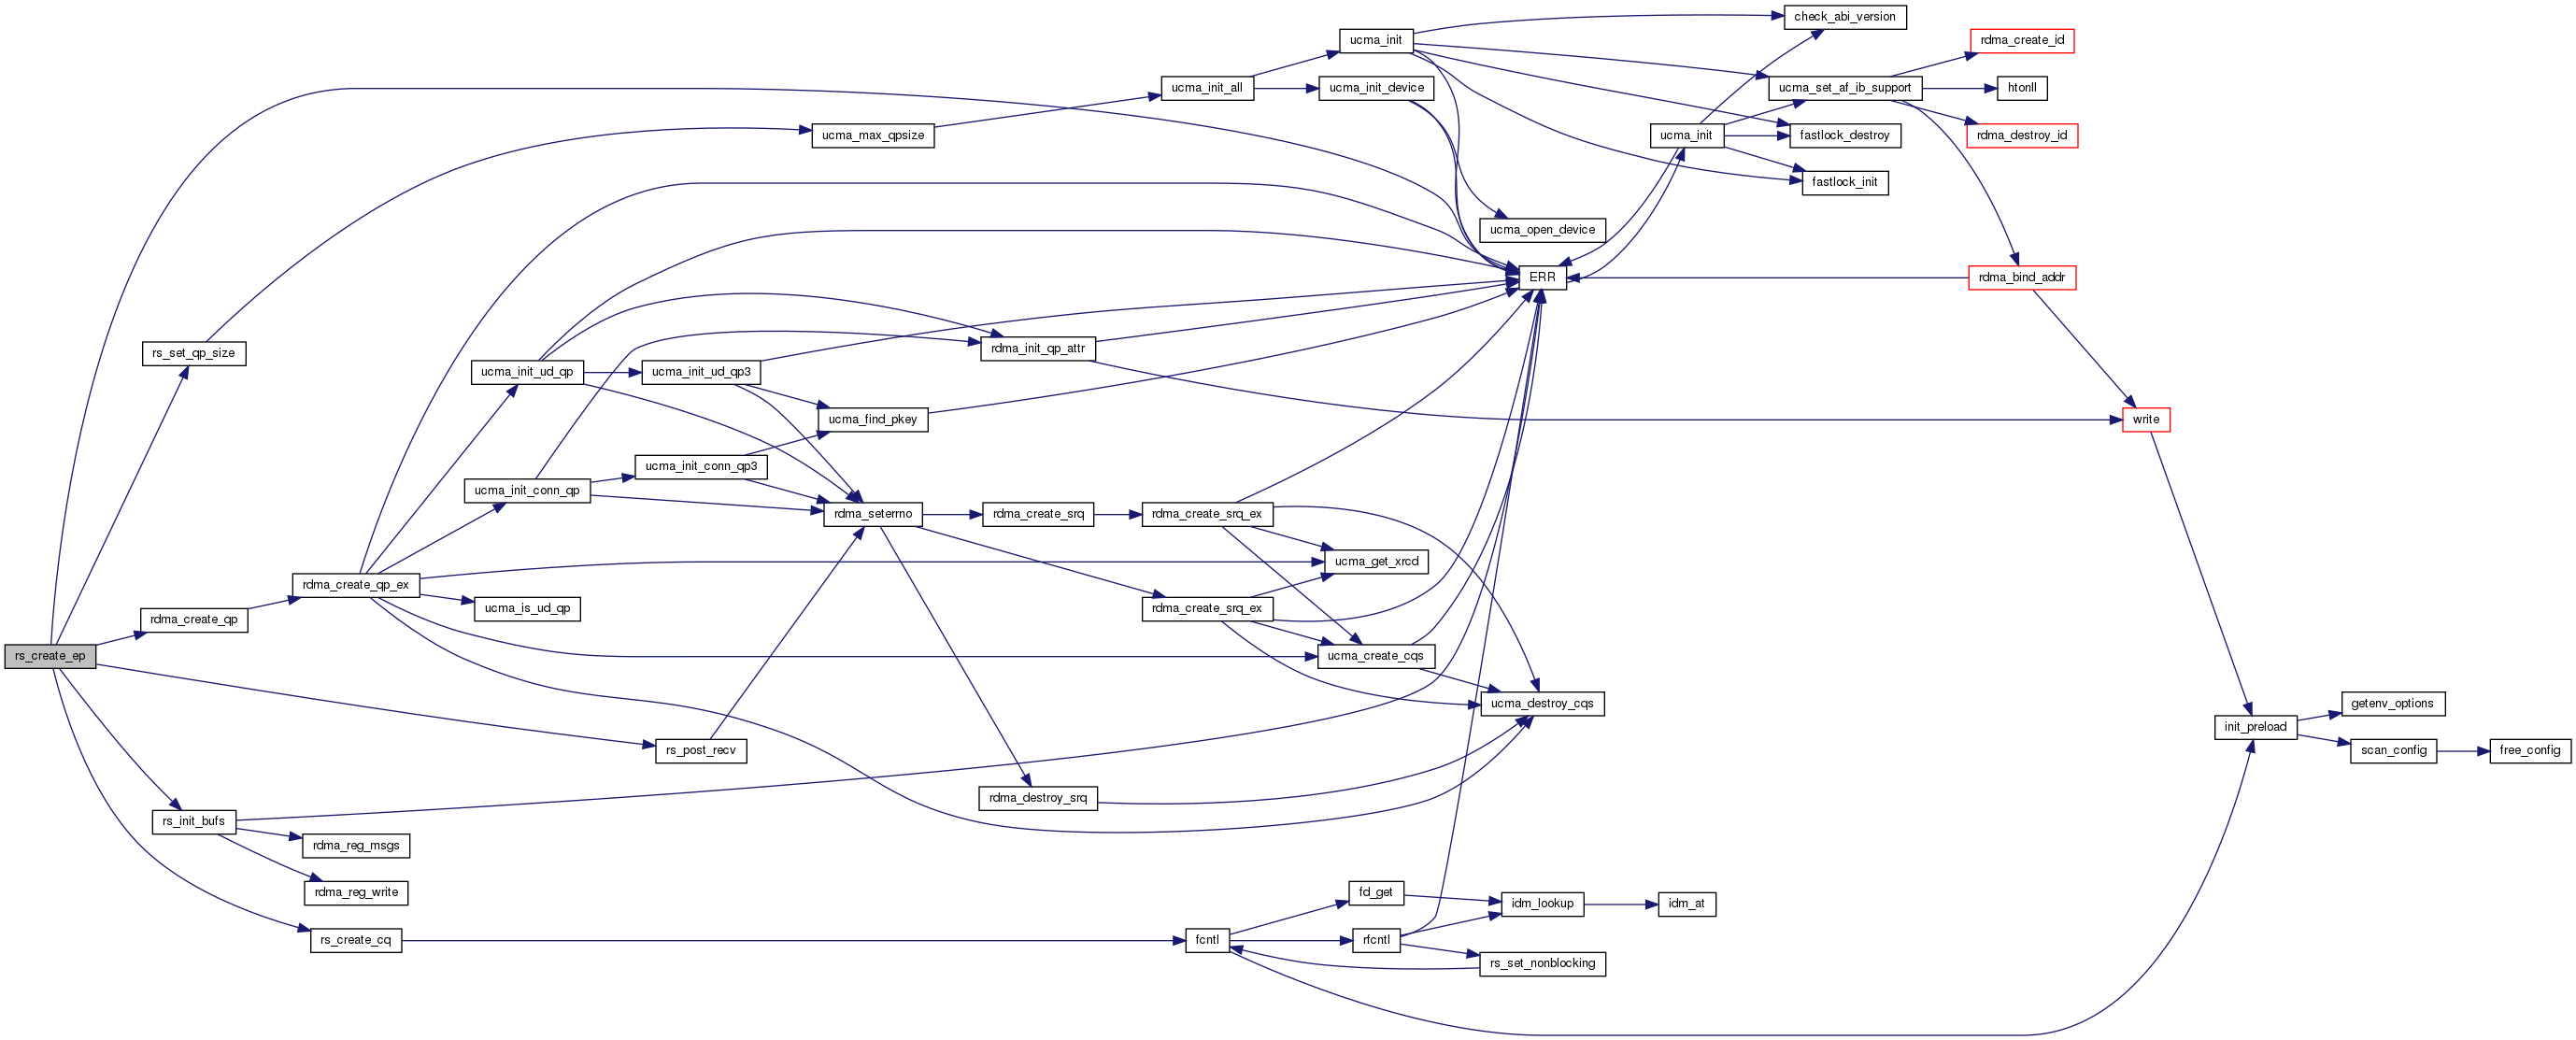 rs_create_ep
rs_set_qp_size
rdma_create_qp
rs_init_bufs
rdma_create_qp_ex
rdma_reg_msgs
rdma_reg_write
rs_create_cq
ucma_init_ud_qp
ucma_init_conn_qp
ucma_is_ud_qp
ucma_init_ud_qp3
ucma_init_conn_qp3
rs_post_recv
ucma_max_qpsize
ucma_find_pkey
rdma_seterrno
rdma_init_qp_attr
rdma_create_srq
rdma_destroy_srq
ucma_init_all
rdma_create_srq_ex
rdma_create_srq_ex
fcntl
ucma_init
ucma_init_device
ucma_get_xrcd
ucma_create_cqs
fd_get
rfcntl
ucma_open_device
ERR
ucma_destroy_cqs
idm_lookup
rs_set_nonblocking
ucma_init
idm_at
check_abi_version
ucma_set_af_ib_support
fastlock_destroy
fastlock_init
rdma_create_id
htonll
rdma_destroy_id
rdma_bind_addr
write
init_preload
getenv_options
scan_config
free_config